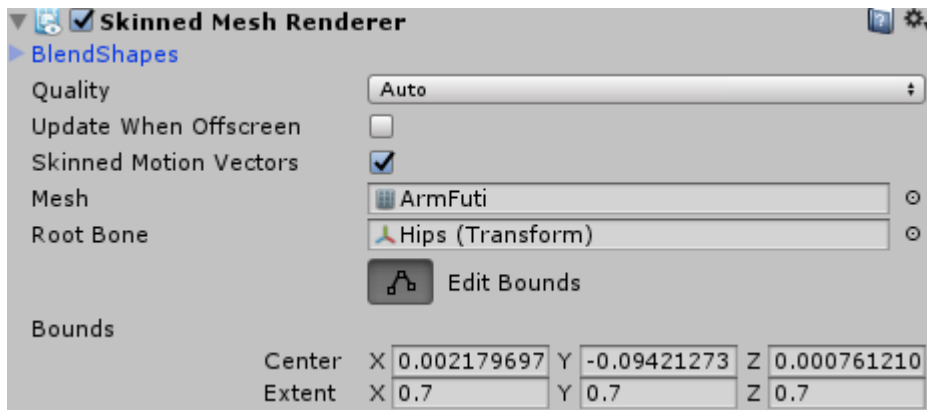 Skinned Mesh Renderer
BlendShapes
Quality Auto
Update When Offscreen
Skinned Motion Vectors
Mesh ArmFuti
Root Bone Hips (Transform)
Edit Bounds
Bounds
Center X 0.002179697 Y -0.09421273 Z 0.000761210
Extent X 0.7 Y 0.7 Z 0.7